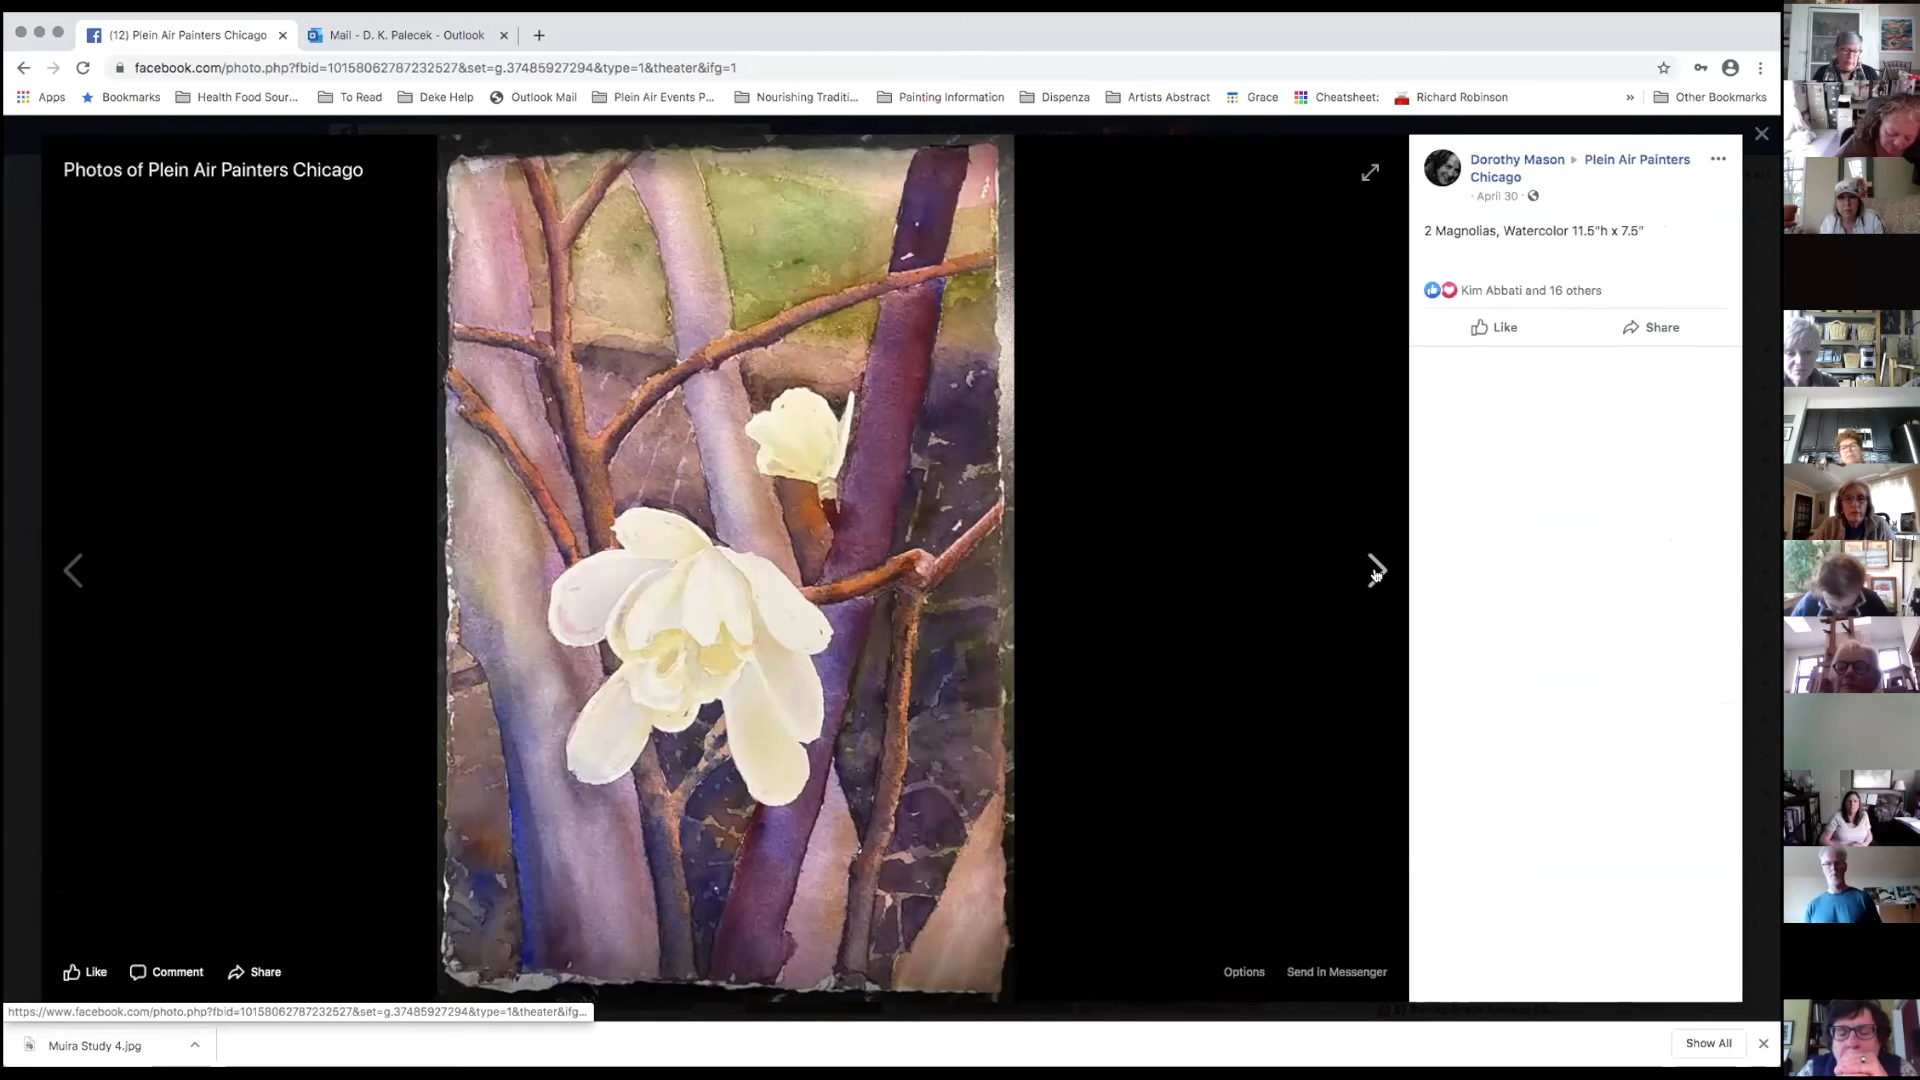 (12) Plein Air Painters Chicago
Mail - D. K. Palecek - Outlook
facebook.com/photo.php?fbid=10158062787232527&set=g.37485927294&type=1&theater&ifg=1
Apps
Bookmarks
Health Food Sour...
To Read
Deke Help
Outlook Mail
Plein Air Events P...
Nourishing Traditi...
Painting Information
Dispenza
Artists Abstract
Grace
Cheatsheet:
Richard Robinson
»
Other Bookmarks
Photos of Plein Air Painters Chicago
Dorothy Mason ▸ Plein Air Painters
Chicago
· April 30 ·
2 Magnolias, Watercolor 11.5"h x 7.5"
Kim Abbati and 16 others
Like
Share
Like
Comment
Share
Options
Send in Messenger
https://www.facebook.com/photo.php?fbid=10158062787232527&set=g.37485927294&type=1&theater&ifg...
Muira Study 4.jpg
Show All